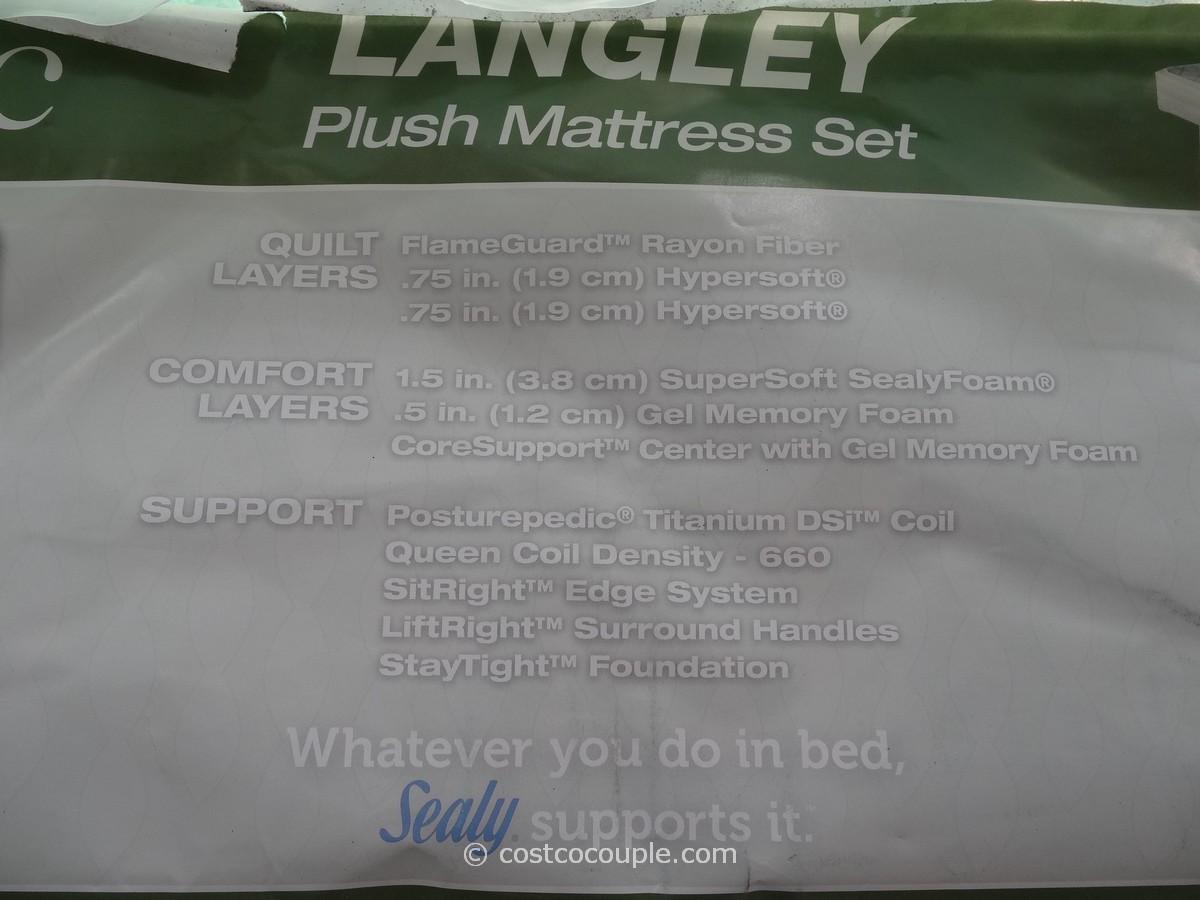 C
LANGLEY
Plush Mattress Set
QUILT LAYERS
FlameGuard™ Rayon Fiber
.75 in. (1.9 cm) Hypersoft®
.75 in. (1.9 cm) Hypersoft®
COMFORT LAYERS
1.5 in. (3.8 cm) SuperSoft SealyFoam®
.5 in. (1.2 cm) Gel Memory Foam
CoreSupport™ Center with Gel Memory Foam
SUPPORT
Posturepedic® Titanium DSi™ Coil
Queen Coil Density - 660
SitRight™ Edge System
LiftRight™ Surround Handles
StayTight™ Foundation
Whatever you do in bed,
Sealy® supports it.™
© costcocouple.com